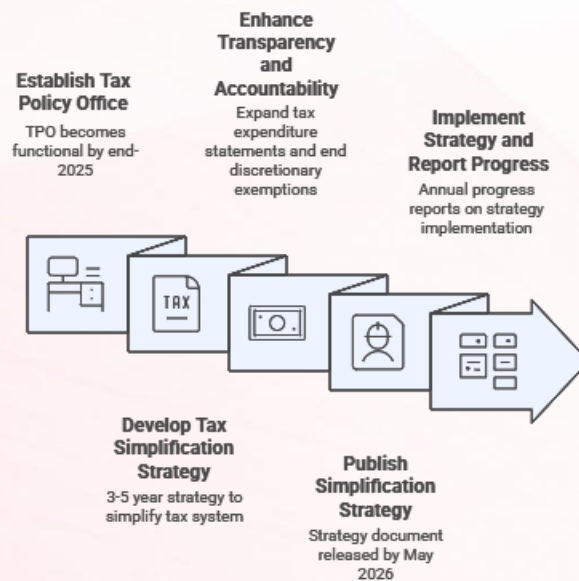 Establish Tax
Policy Office
TPO becomes
functional by end-
2025
Develop Tax
Simplification
Strategy
3-5 year strategy to
simplify tax system
Enhance
Transparency
and
Accountability
Expand tax
expenditure
statements and end
discretionary
exemptions
Publish
Simplification
Strategy
Strategy document
released by May
2026
Implement
Strategy and
Report Progress
Annual progress
reports on strategy
implementation
TAX